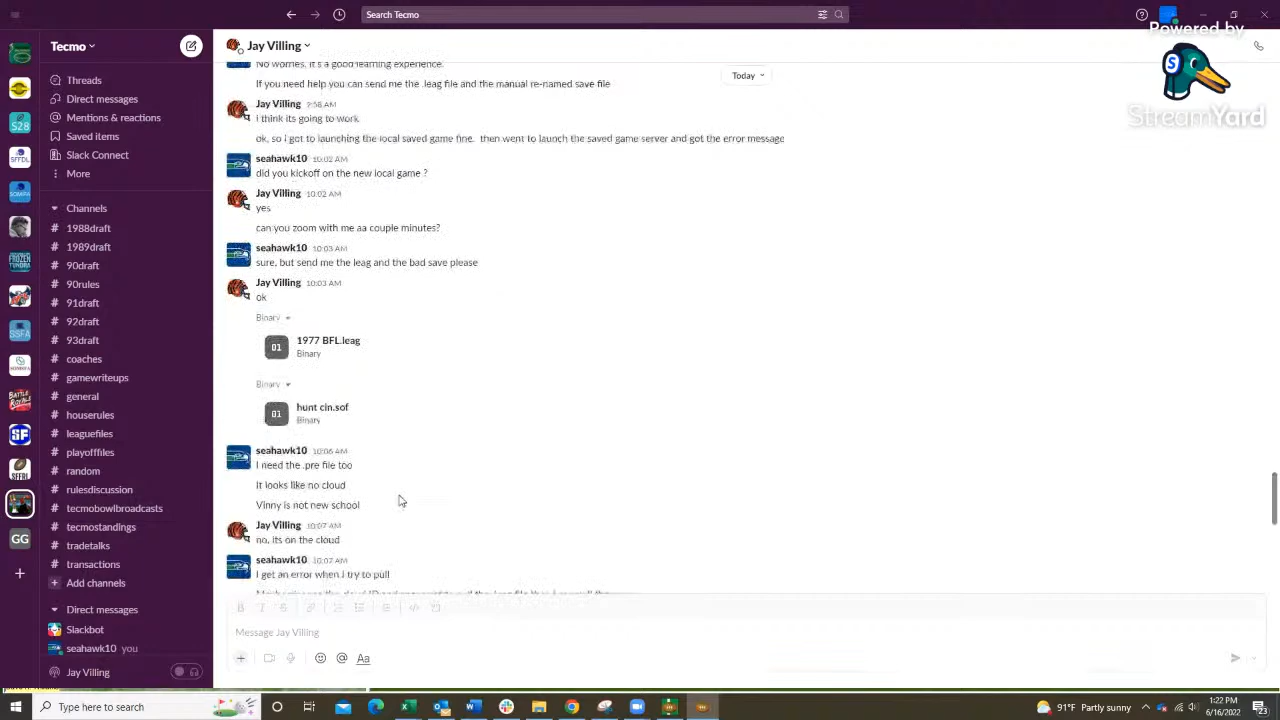 Search Tecmo
Powered by
StreamYard
Tecmo
Jay Villing
Threads
Direct messages
Mentions & reactions
Saved items
Slack Connect
More
Channels
# 1988draft
# 1989draft
# 90draft
# 90rules
# 91draft
# 92draft
# 93draft
# coaches
# gamewriteups
# general
# houserules
# leaguefiles
# playofffiles
# random
# rulesdiscussion
# tecmobowlbroadcasts
# tecmostandings
# tradetalks
# transactions
Add channels
Direct messages
Slackbot
seahawk10 you
Jay Villing
S28
SFFDL
FROZEN
TUNDRA
SSFA
BATTLE
SF
SFFBL
GG
No worries. It's a good learning experience.
Today
If you need help you can send me the .leag file and the manual re-named save file
Jay Villing 9:58 AM
i think its going to work.
ok, so I got to launching the local saved game fine. then went to launch the saved game server and got the error message
seahawk10 10:02 AM
did you kickoff on the new local game ?
Jay Villing 10:02 AM
yes
can you zoom with me aa couple minutes?
seahawk10 10:03 AM
sure, but send me the leag and the bad save please
Jay Villing 10:03 AM
ok
Binary
01
1977 BFL.leag
Binary
Binary
01
hunt cin.sof
Binary
seahawk10 10:06 AM
I need the .pre file too
It looks like no cloud
Vinny is not new school
Jay Villing 10:07 AM
no, its on the cloud
seahawk10 10:07 AM
I get an error when I try to pull
Message Jay Villing
Aa
Type here to search
91°F Partly sunny
1:22 PM
6/16/2022